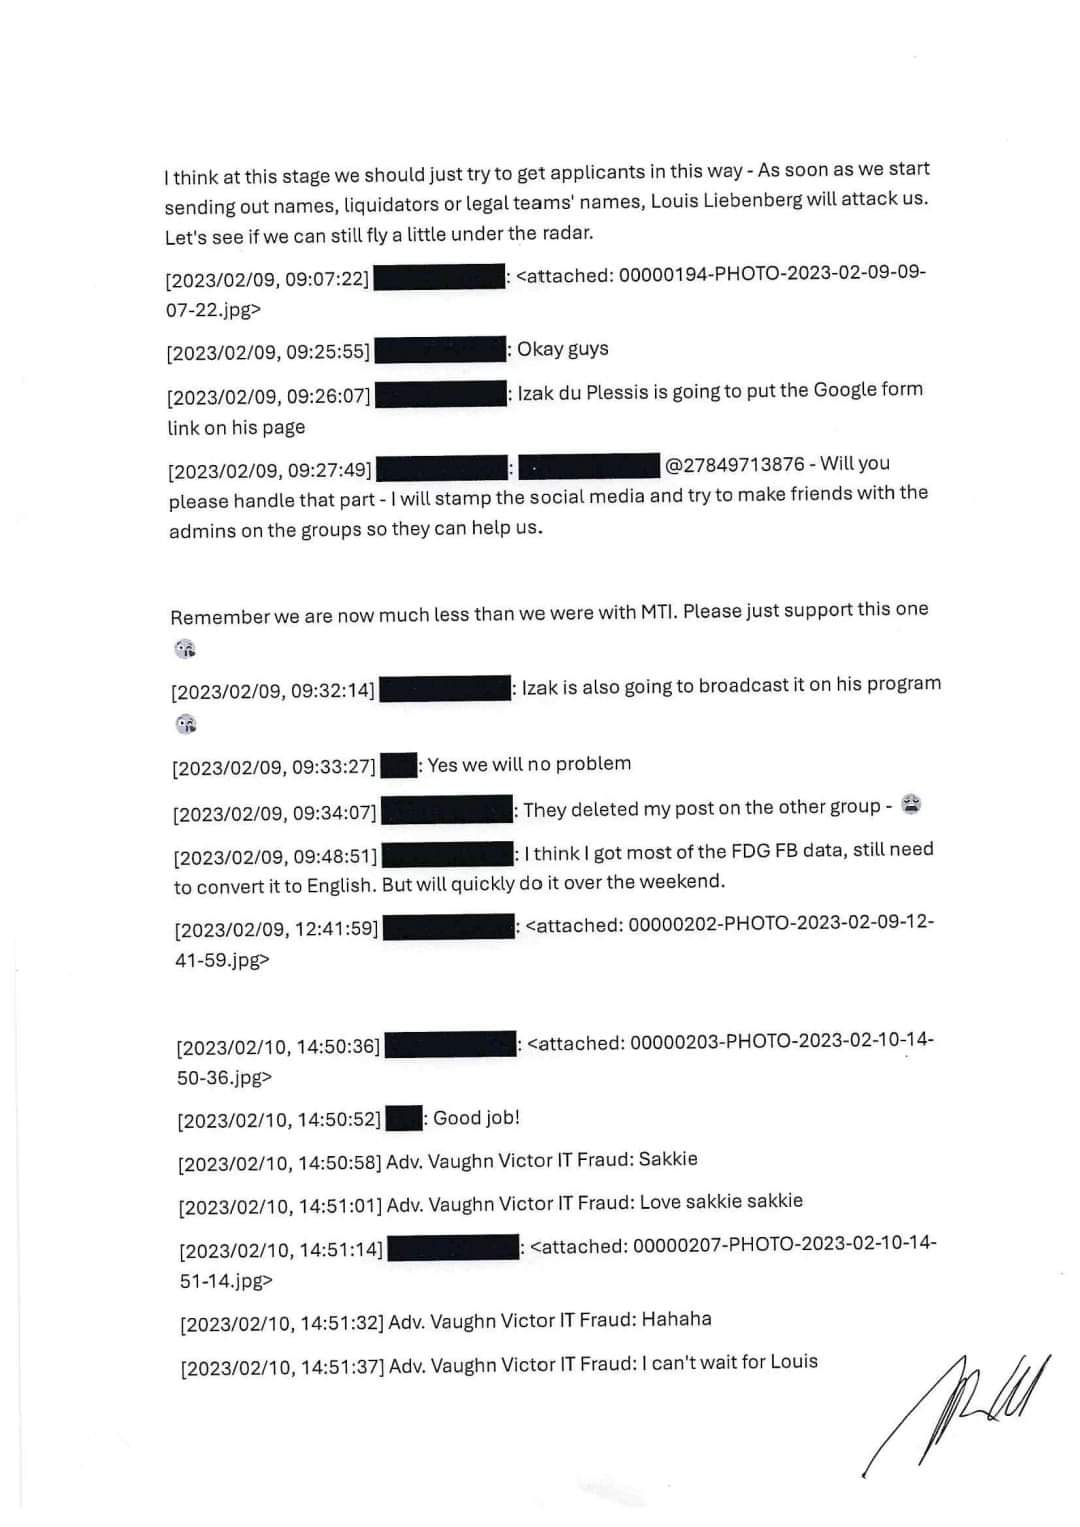 I think at this stage we should just try to get applicants in this way - As soon as we start
sending out names, liquidators or legal teams' names, Louis Liebenberg will attack us.
Let's see if we can still fly a little under the radar.
[2023/02/09, 09:07:22] : <attached: 00000194-PHOTO-2023-02-09-09-
07-22.jpg>
[2023/02/09, 09:25:55] : Okay guys
[2023/02/09, 09:26:07] : Izak du Plessis is going to put the Google form
link on his page
[2023/02/09, 09:27:49] : @27849713876 - Will you
please handle that part - I will stamp the social media and try to make friends with the
admins on the groups so they can help us.
Remember we are now much less than we were with MTI. Please just support this one
😘
[2023/02/09, 09:32:14] : Izak is also going to broadcast it on his program
😘
[2023/02/09, 09:33:27] : Yes we will no problem
[2023/02/09, 09:34:07] : They deleted my post on the other group - 😩
[2023/02/09, 09:48:51] : I think I got most of the FDG FB data, still need
to convert it to English. But will quickly do it over the weekend.
[2023/02/09, 12:41:59] : <attached: 00000202-PHOTO-2023-02-09-12-
41-59.jpg>
[2023/02/10, 14:50:36] : <attached: 00000203-PHOTO-2023-02-10-14-
50-36.jpg>
[2023/02/10, 14:50:52] : Good job!
[2023/02/10, 14:50:58] Adv. Vaughn Victor IT Fraud: Sakkie
[2023/02/10, 14:51:01] Adv. Vaughn Victor IT Fraud: Love sakkie sakkie
[2023/02/10, 14:51:14] : <attached: 00000207-PHOTO-2023-02-10-14-
51-14.jpg>
[2023/02/10, 14:51:32] Adv. Vaughn Victor IT Fraud: Hahaha
[2023/02/10, 14:51:37] Adv. Vaughn Victor IT Fraud: I can't wait for Louis